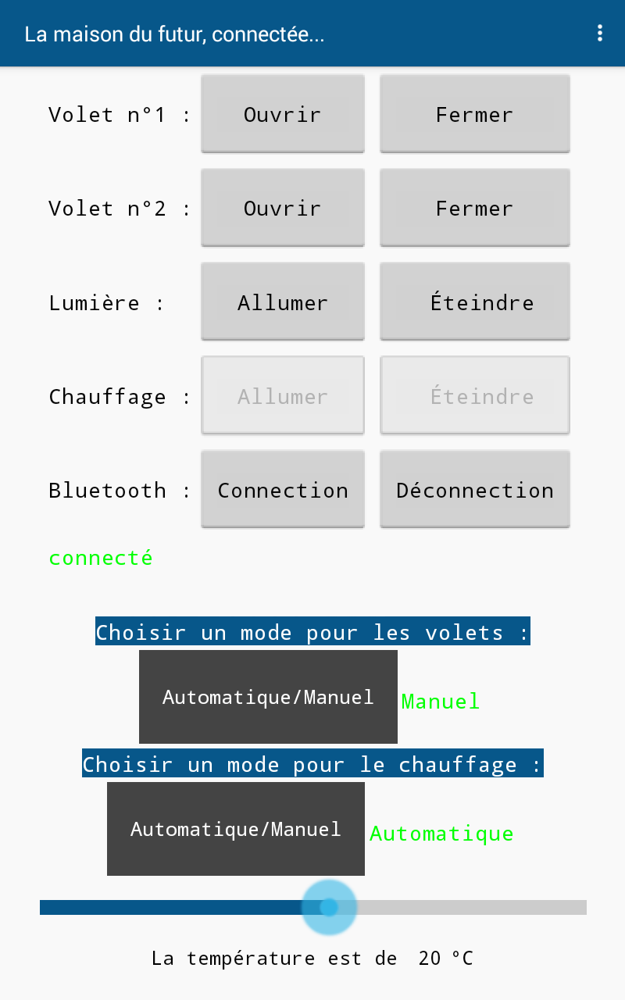 La maison du futur, connectée...
Volet n°1 : Ouvrir Fermer
Volet n°2 : Ouvrir Fermer
Lumière : Allumer Éteindre
Chauffage : Allumer Éteindre
Bluetooth : Connection Déconnection
connecté
Choisir un mode pour les volets :
Automatique/Manuel Manuel
Choisir un mode pour le chauffage :
Automatique/Manuel Automatique
La température est de 20 °C